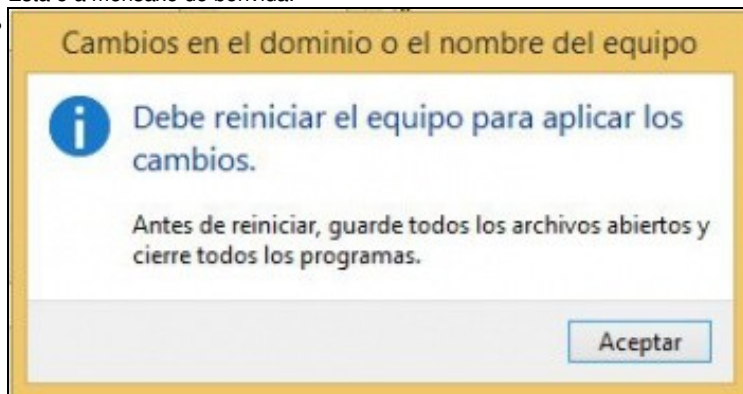 Cambios en el dominio o el nombre del equipo
Debe reiniciar el equipo para aplicar los
cambios.
Antes de reiniciar, guarde todos los archivos abiertos y
cierre todos los programas.
Aceptar